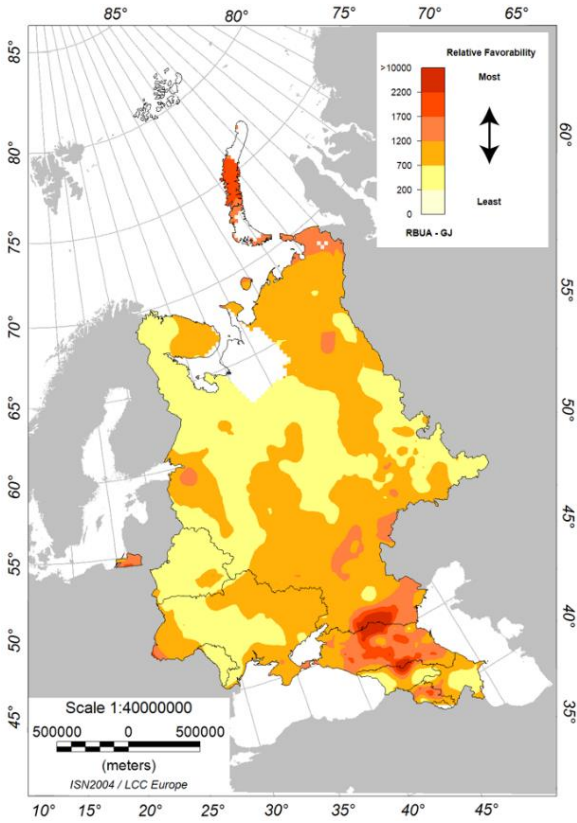 85° 80° 75° 70° 65°
Relative Favorability
>10000
2200
1700
1200
700
200
0
Most
Least
RBUA - GJ
85°
80°
75°
70°
65°
60°
55°
50°
45°
60°
55°
50°
45°
40°
35°
Scale 1:40000000
500000 0 500000
(meters)
ISN2004 / LCC Europe
10° 15° 20° 25° 30° 35° 40° 45°